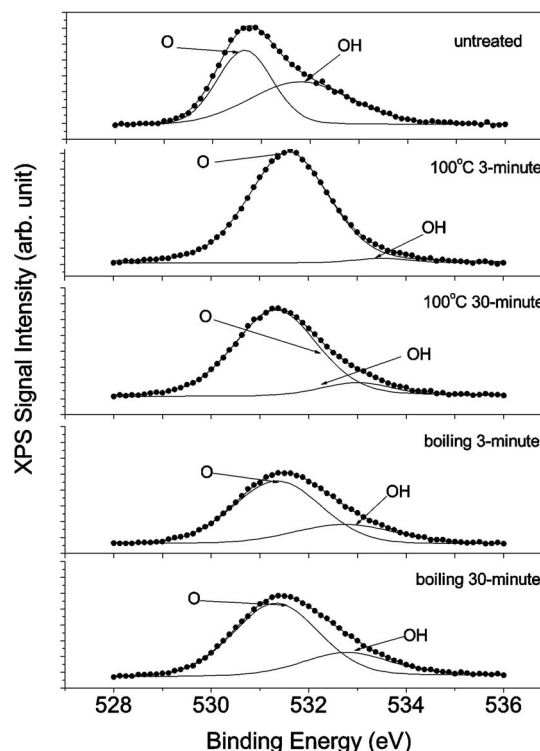 O
OH
untreated
O
100°C 3-minute
OH
100°C 30-minute
O
OH
boiling 3-minute
O
OH
boiling 30-minute
O
OH
528 530 532 534 536
Binding Energy (eV)
XPS Signal Intensity (arb. unit)